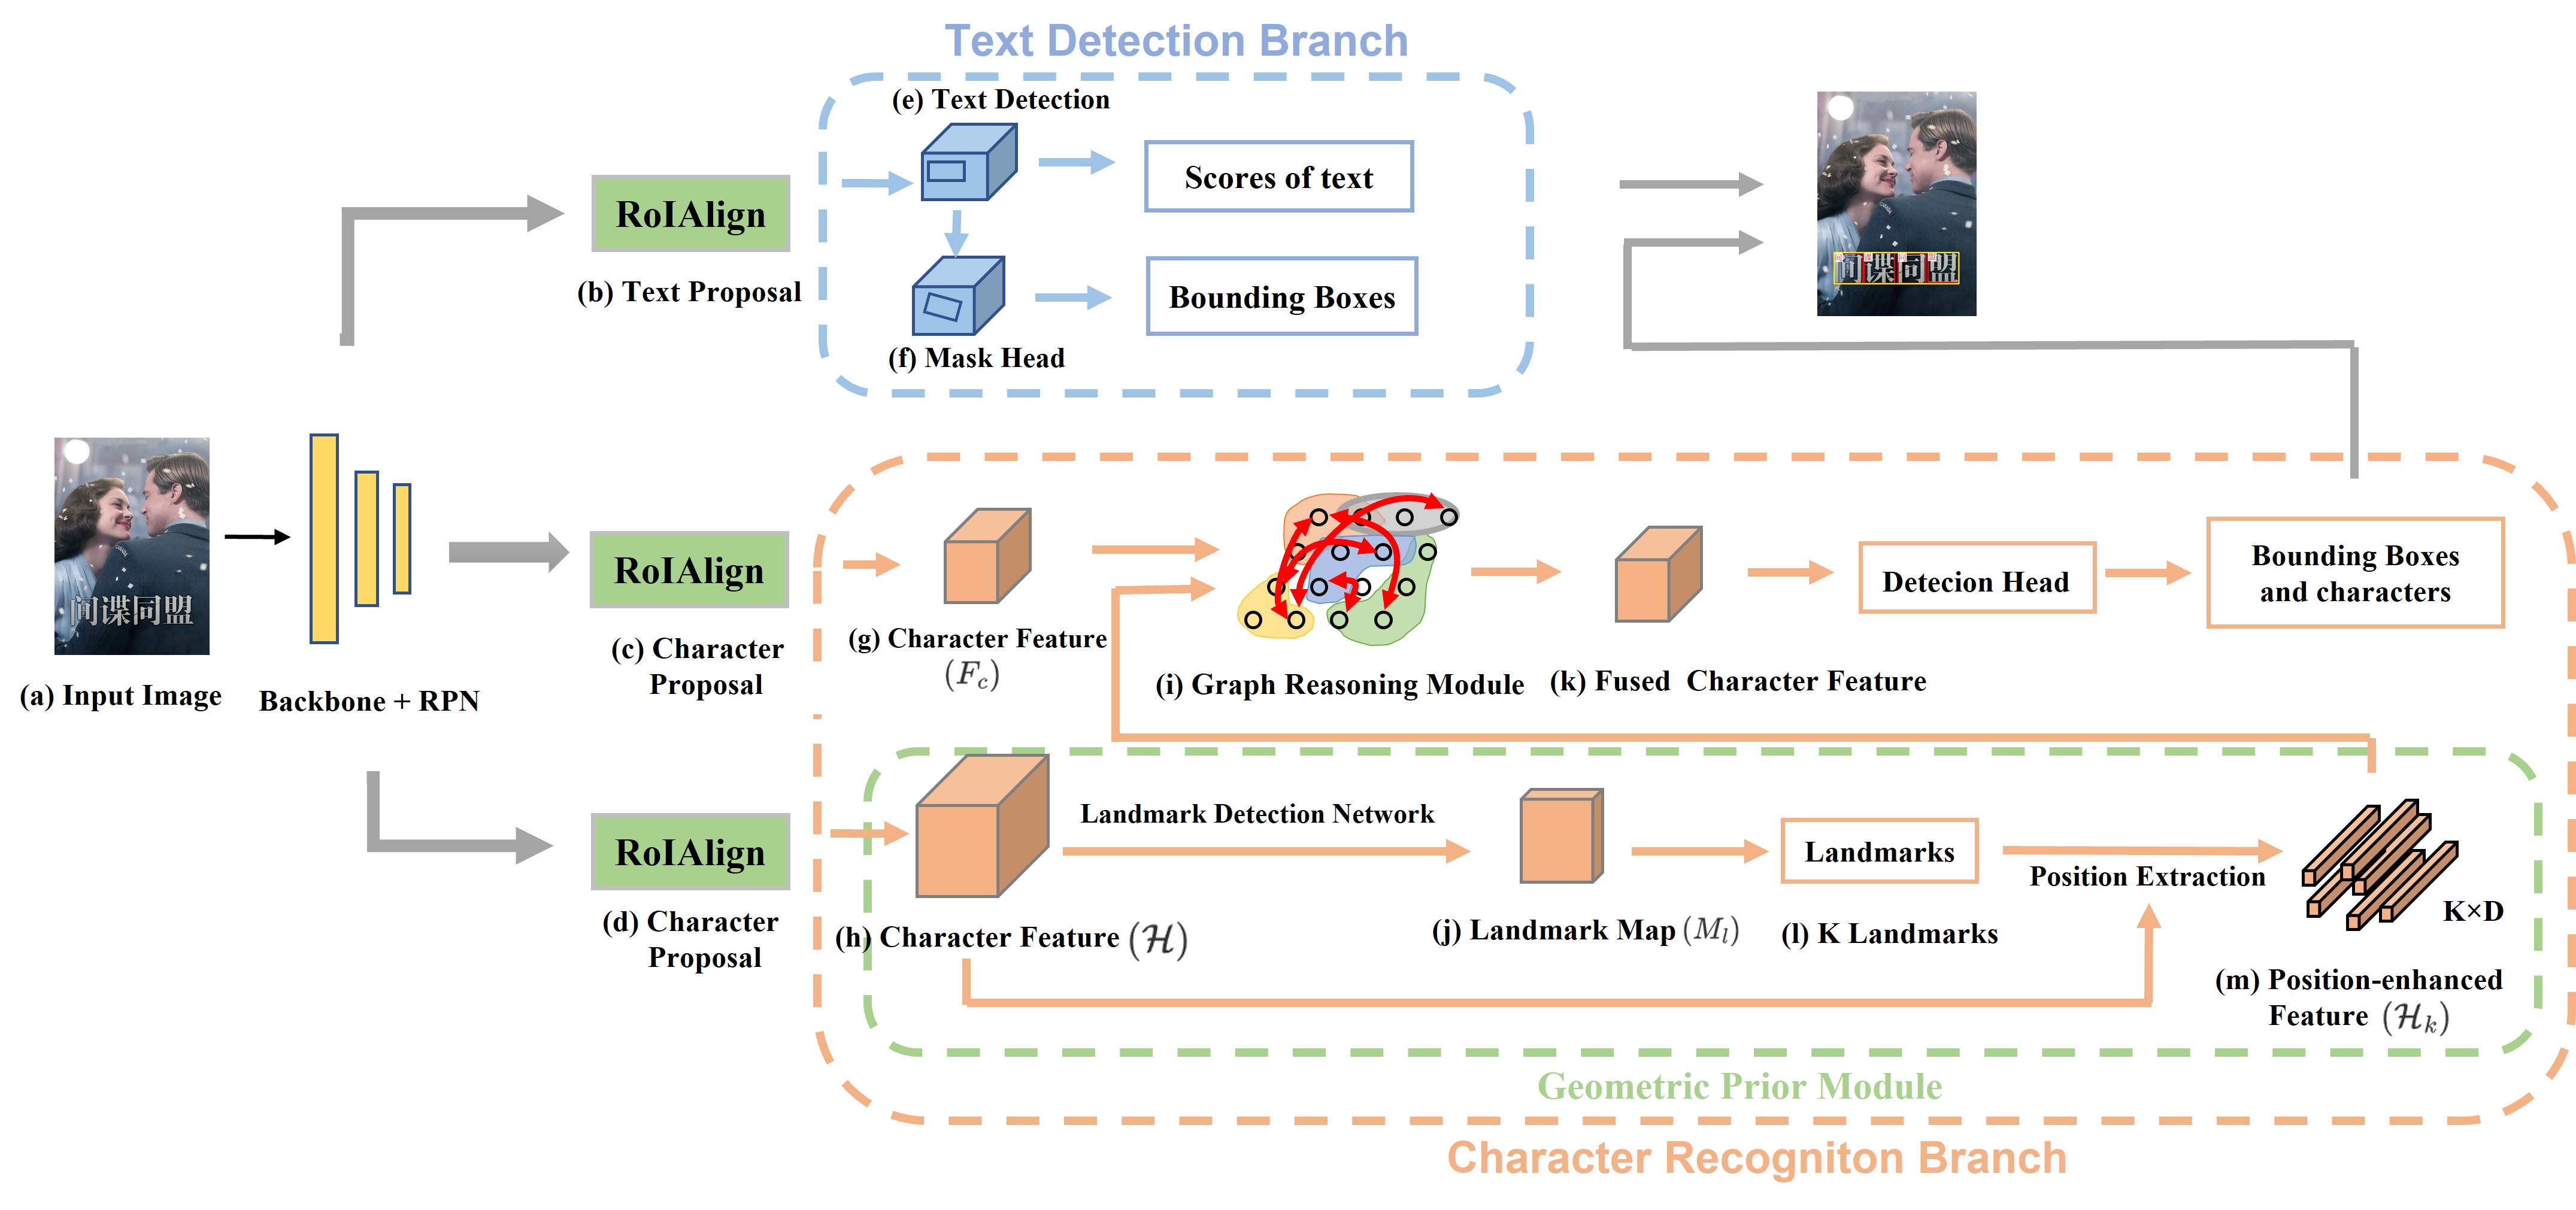 Text Detection Branch
(e) Text Detection
Scores of text
RoIAlign
(b) Text Proposal
Bounding Boxes
(f) Mask Head
间谍同盟
间谍同盟
(a) Input Image
Backbone + RPN
RoIAlign
(c) Character
Proposal
(g) Character Feature
(F_c)
(i) Graph Reasoning Module
(k) Fused Character Feature
Detecion Head
Bounding Boxes
and characters
RoIAlign
(d) Character
Proposal
(h) Character Feature (ℋ)
Landmark Detection Network
(j) Landmark Map (M_l)
Landmarks
(l) K Landmarks
Position Extraction
K×D
(m) Position-enhanced
Feature (ℋ_k)
Geometric Prior Module
Character Recogniton Branch